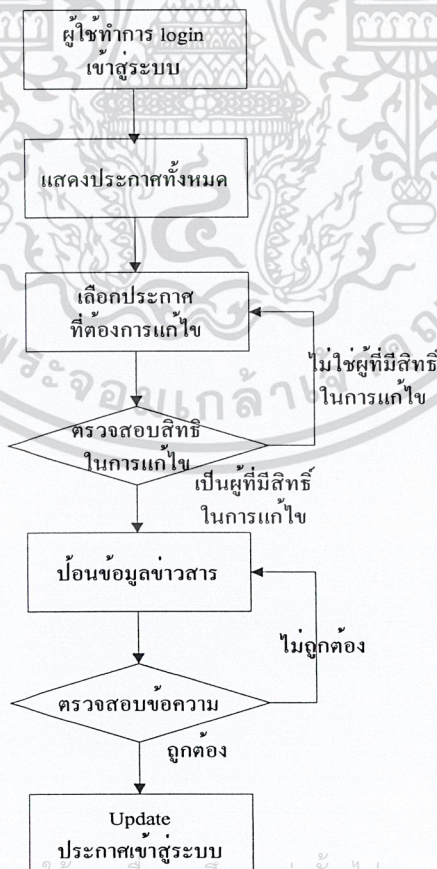 ผู้ใช้ทำการ login
เข้าสู่ระบบ
แสดงประกาศทั้งหมด
เลือกประกาศ
ที่ต้องการแก้ไข
ไม่ใช่ผู้ที่มีสิทธิ์
ในการแก้ไข
ตรวจสอบสิทธิ
ในการแก้ไข
เป็นผู้ที่มีสิทธิ์
ในการแก้ไข
ป้อนข้อมูลข่าวสาร
ไม่ถูกต้อง
ตรวจสอบข้อความ
ถูกต้อง
Update
ประกาศเข้าสู่ระบบ